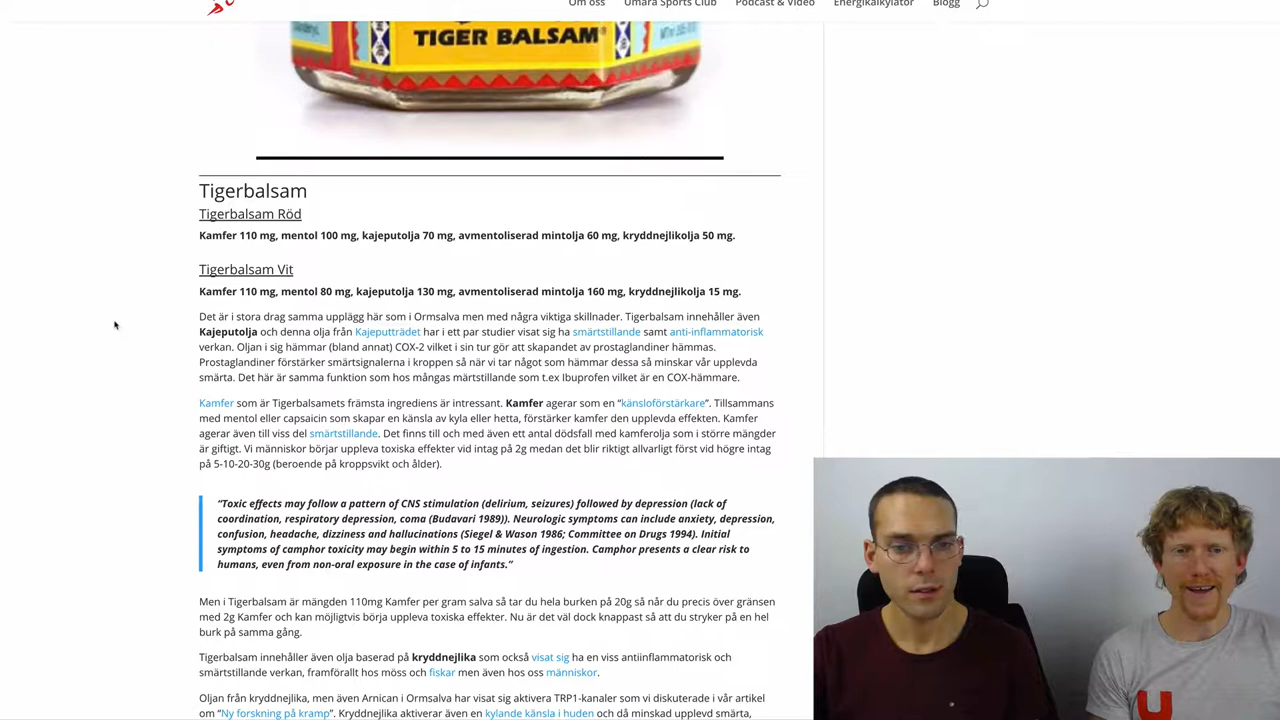 Om oss Umara Sports Club Podcast & Video Energikalkylator Blogg
TIGER BALSAM
Tigerbalsam
Tigerbalsam Röd
Kamfer 110 mg, mentol 100 mg, kajeputolja 70 mg, avmentoliserad mintolja 60 mg, kryddnejlikolja 50 mg.
Tigerbalsam Vit
Kamfer 110 mg, mentol 80 mg, kajeputolja 130 mg, avmentoliserad mintolja 160 mg, kryddnejlikolja 15 mg.
Det är i stora drag samma upplägg här som i Ormsalva men med några viktiga skillnader. Tigerbalsam innehåller även
Kajeputolja och denna olja från Kajeputträdet har i ett par studier visat sig ha smärtstillande samt anti-inflammatorisk
verkan. Oljan i sig hämmar (bland annat) COX-2 vilket i sin tur gör att skapandet av prostaglandiner hämmas.
Prostaglandiner förstärker smärtsignalerna i kroppen så när vi tar något som hämmar dessa så minskar vår upplevda
smärta. Det här är samma funktion som hos mångas märtstillande som t.ex Ibuprofen vilket är en COX-hämmare.
Kamfer som är Tigerbalsamets främsta ingrediens är intressant. Kamfer agerar som en “känsloförstärkare”. Tillsammans
med mentol eller capsaicin som skapar en känsla av kyla eller hetta, förstärker kamfer den upplevda effekten. Kamfer
agerar även till viss del smärtstillande. Det finns till och med även ett antal dödsfall med kamferolja som i större mängder
är giftigt. Vi människor börjar uppleva toxiska effekter vid intag på 2g medan det blir riktigt allvarligt först vid högre intag
på 5-10-20-30g (beroende på kroppsvikt och ålder).
“Toxic effects may follow a pattern of CNS stimulation (delirium, seizures) followed by depression (lack of
coordination, respiratory depression, coma (Budavari 1989)). Neurologic symptoms can include anxiety, depression,
confusion, headache, dizziness and hallucinations (Siegel & Wason 1986; Committee on Drugs 1994). Initial
symptoms of camphor toxicity may begin within 5 to 15 minutes of ingestion. Camphor presents a clear risk to
humans, even from non-oral exposure in the case of infants.”
Men i Tigerbalsam är mängden 110mg Kamfer per gram salva så tar du hela burken på 20g så når du precis över gränsen
med 2g Kamfer och kan möjligtvis börja uppleva toxiska effekter. Nu är det väl dock knappast så att du stryker på en hel
burk på samma gång.
Tigerbalsam innehåller även olja baserad på kryddnejlika som också visat sig ha en viss antiinflammatorisk och
smärtstillande verkan, framförallt hos möss och fiskar men även hos oss människor.
Oljan från kryddnejlika, men även Arnican i Ormsalva har visat sig aktivera TRP1-kanaler som vi diskuterade i vår artikel
om “Ny forskning på kramp”. Kryddnejlika aktiverar även en kylande känsla i huden och då minskad upplevd smärta,